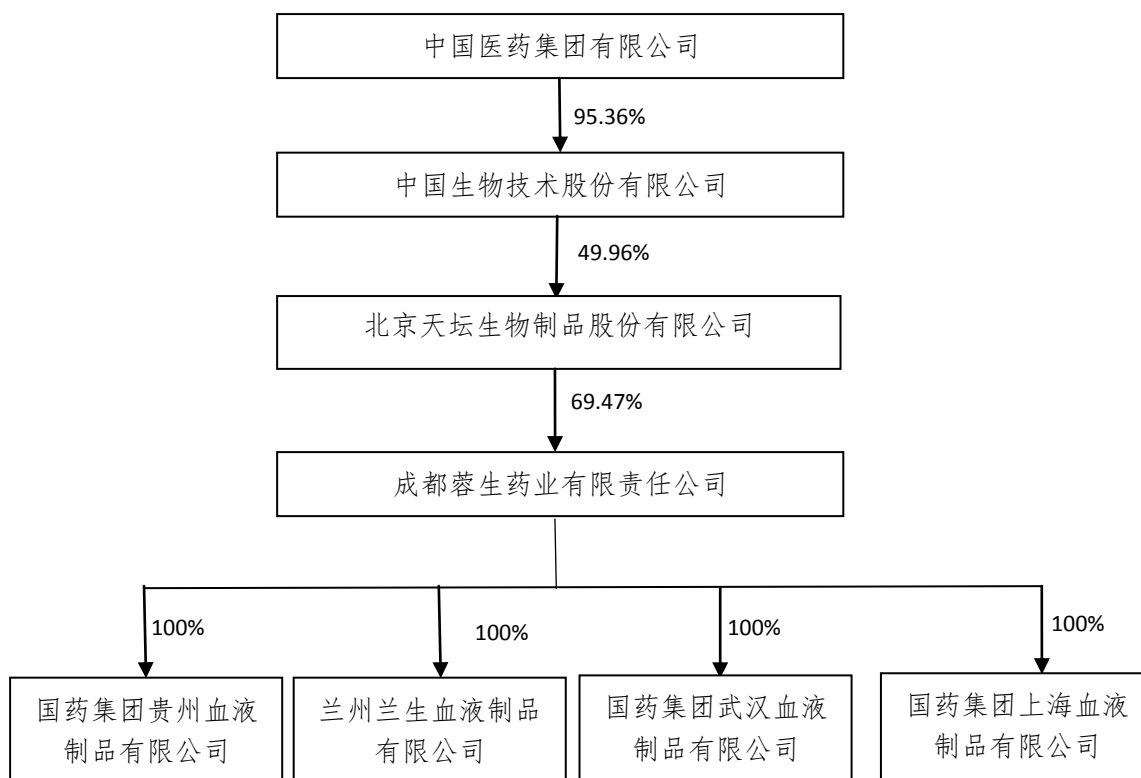 中国医药集团有限公司
95.36%
中国生物技术股份有限公司
49.96%
北京天坛生物制品股份有限公司
69.47%
成都蓉生药业有限责任公司
100%
100%
100%
100%
国药集团贵州血液
制品有限公司
兰州兰生血液制品
有限公司
国药集团武汉血液
制品有限公司
国药集团上海血液
制品有限公司